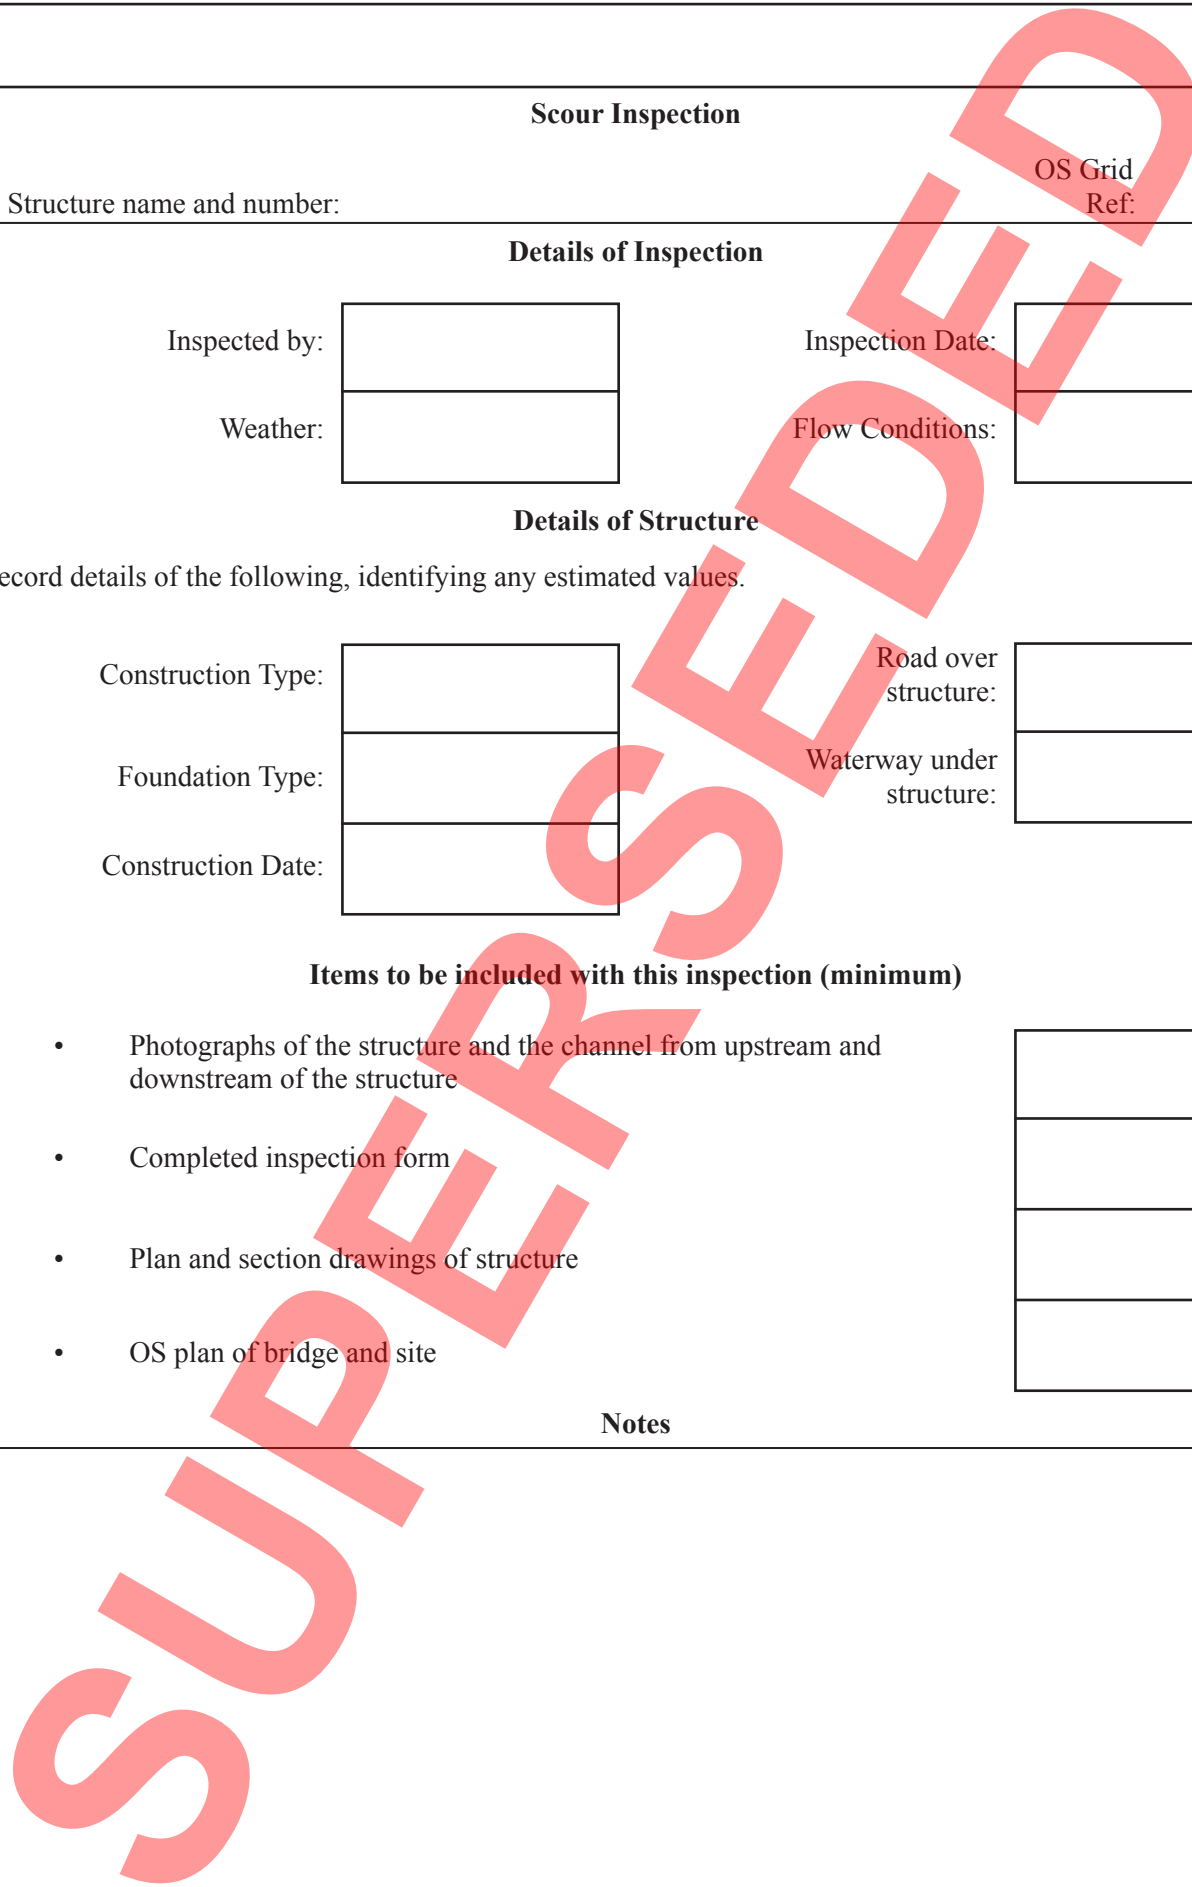 Scour Inspection
OS Grid
Structure name and number: Ref:
Details of Inspection
Inspected by: Inspection Date:
Weather: Flow Conditions:
Details of Structure
ecord details of the following, identifying any estimated values.
Construction Type: Road over
structure:
Foundation Type: Waterway under
structure:
Construction Date:
Items to be included with this inspection (minimum)
• Photographs of the structure and the channel from upstream and
downstream of the structure
• Completed inspection form
• Plan and section drawings of structure
• OS plan of bridge and site
Notes
SUPERSEDED